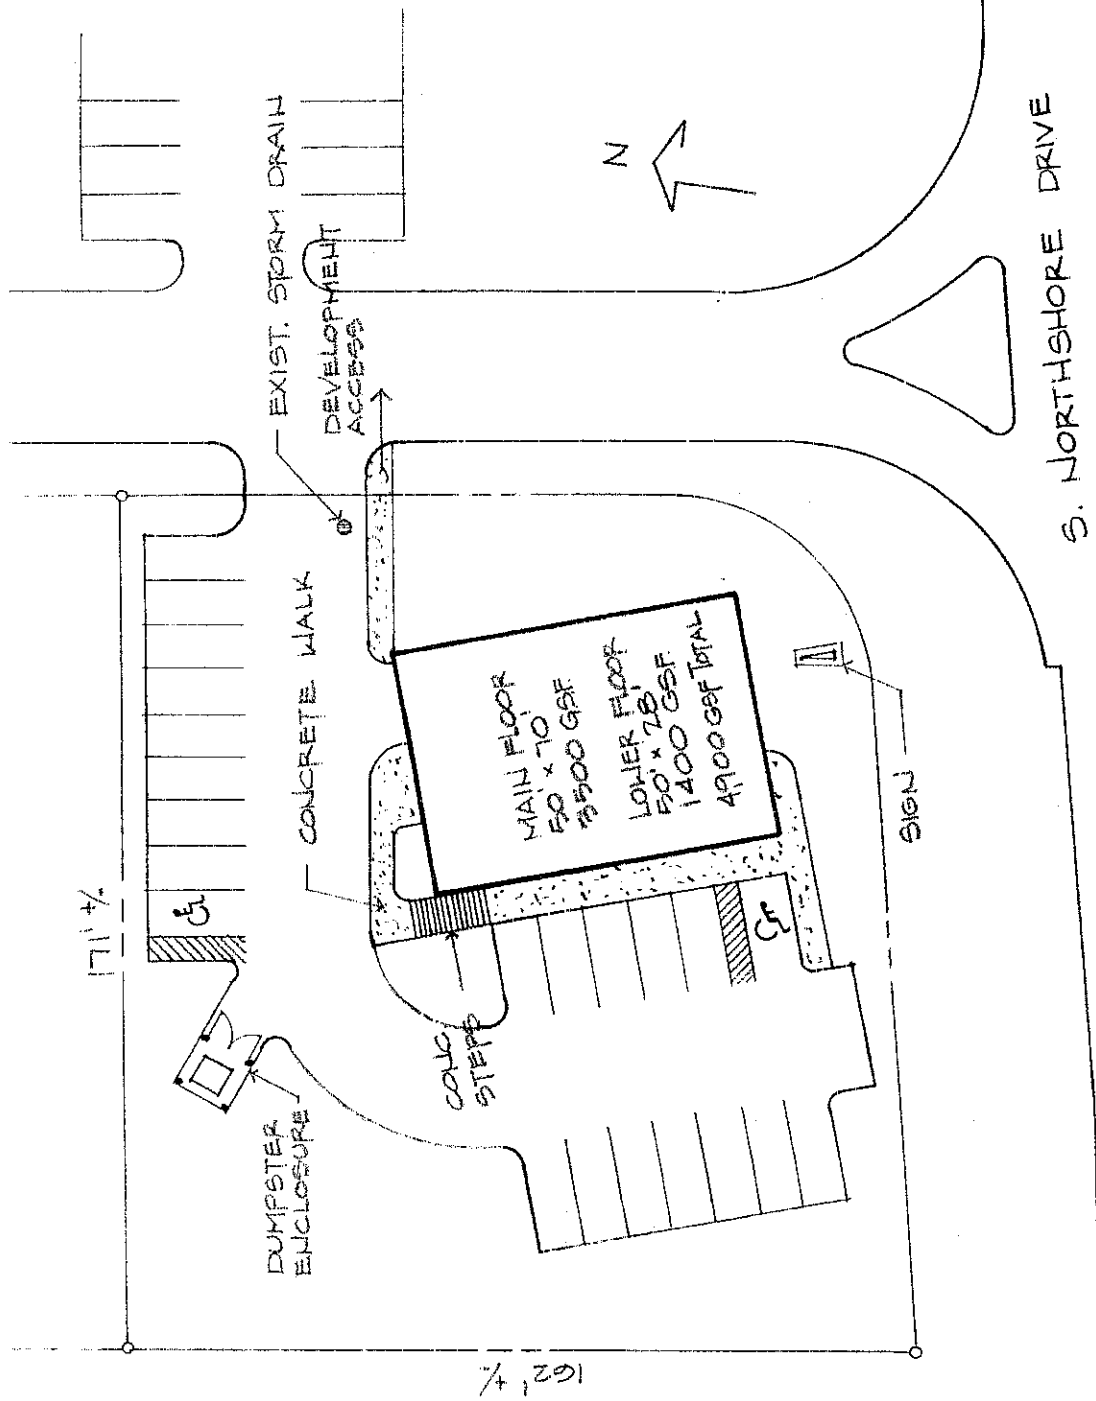 EXIST. STORM DRAIN
DEVELOPMENT
ACCESS
N
S. NORTHSHORE DRIVE
CONCRETE WALK
MAIN FLOOR
50' x 70'
3500 GSF.
LOWER FLOOR
50' x 28'
1400 GSF.
4900 GSF TOTAL
SIGN
171' +/-
CONC.
STEPS
DUMPSTER
ENCLOSURE
162' +/-